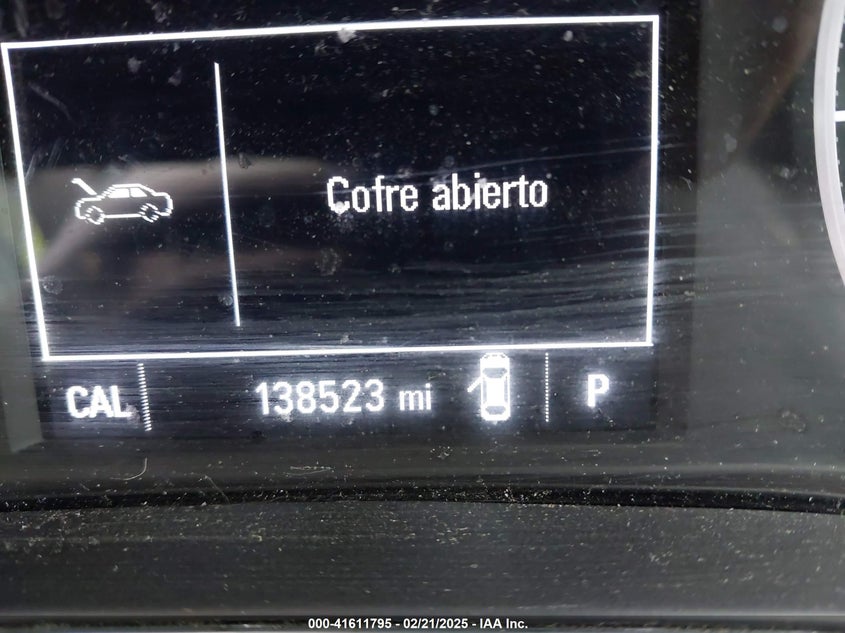 Cofre abierto
CAL 138523 mi P
000-41611795 - 02/21/2025 - IAA Inc.